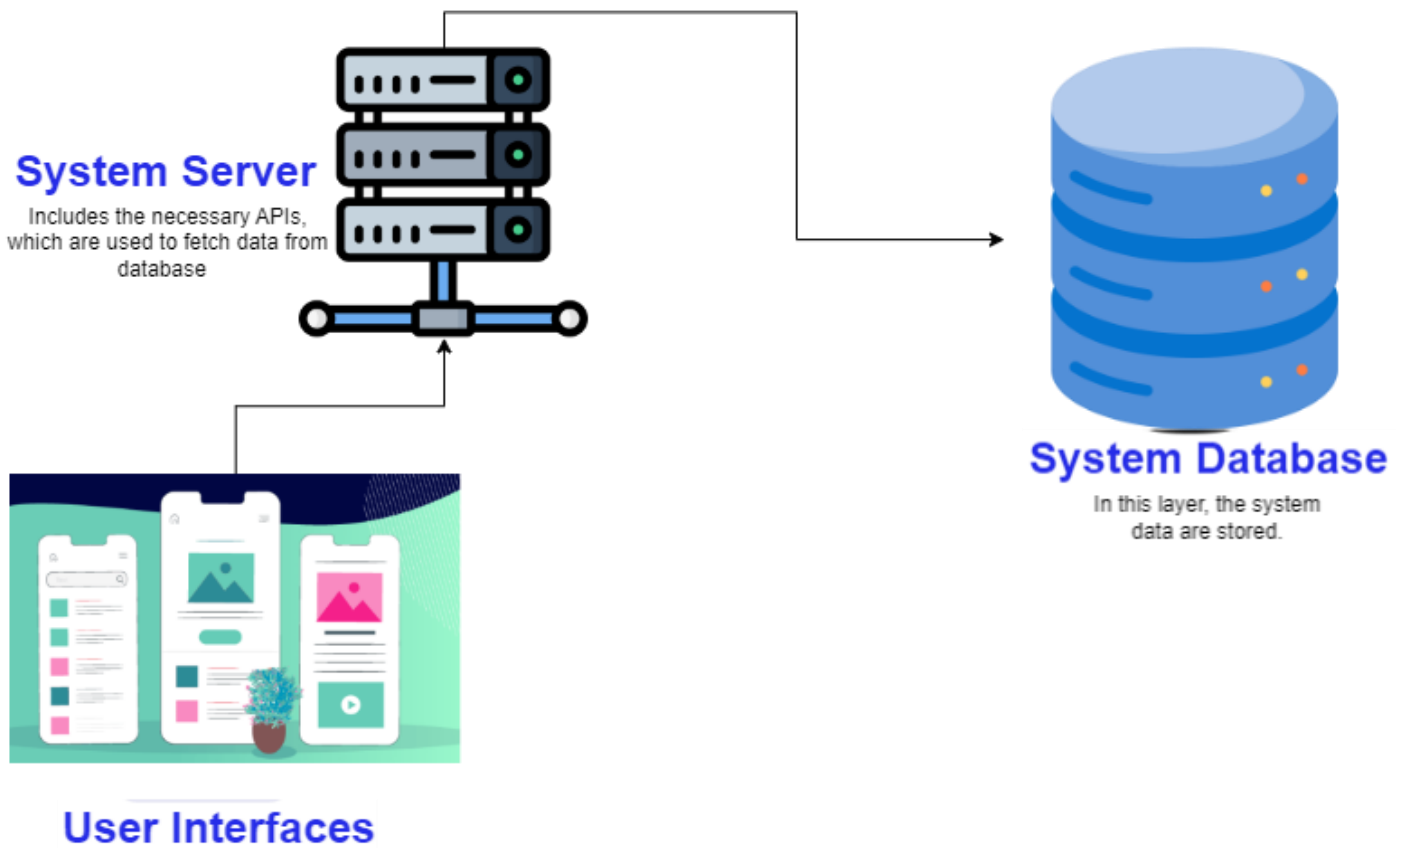 System Server
Includes the necessary APIs,
which are used to fetch data from
database
System Database
In this layer, the system
data are stored.
User Interfaces